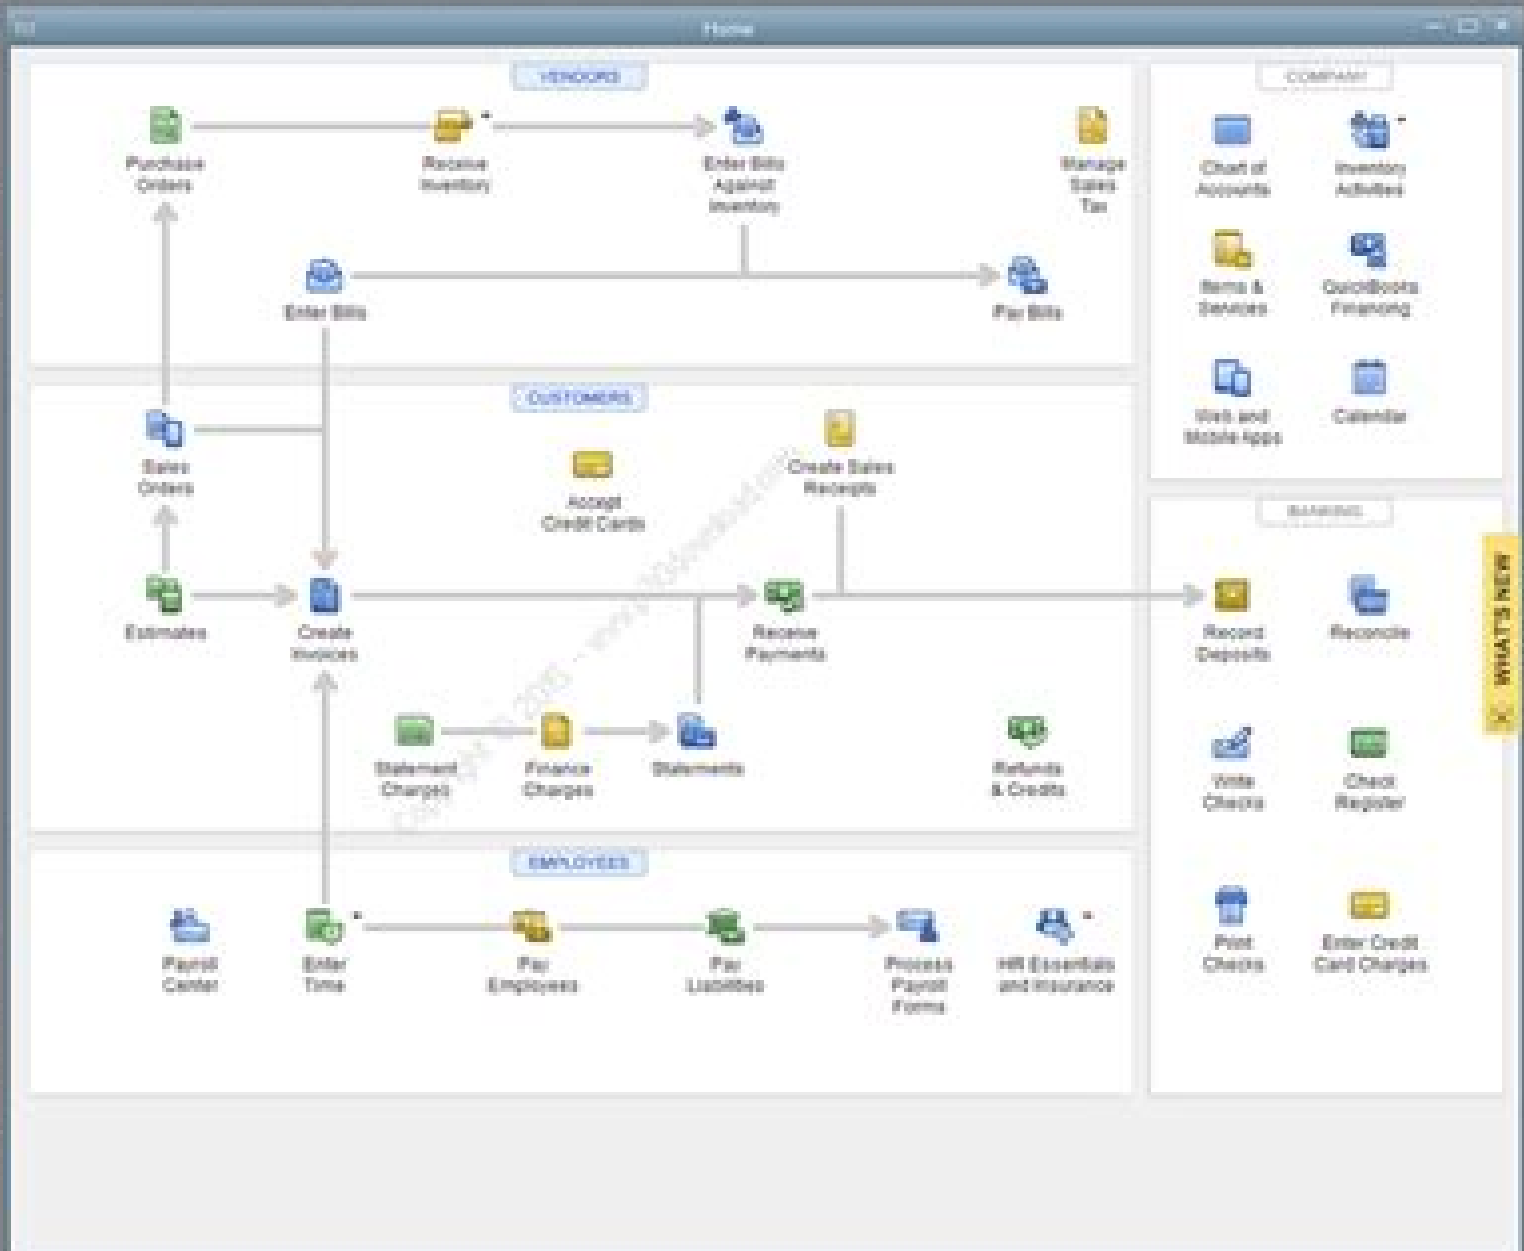 Home
VENDORS
COMPANY
Purchase
Orders
Receive
Inventory
Enter Bills
Against
Inventory
Manage
Sales
Tax
Chart of
Accounts
Inventory
Activities
Enter Bills
Pay Bills
Items &
Services
QuickBooks
Financing
Web and
Mobile Apps
Calendar
CUSTOMERS
Sales
Orders
Accept
Credit Cards
Create Sales
Receipts
BANKING
Estimates
Create
Invoices
Receive
Payments
Record
Deposits
Reconcile
WHAT'S NEW
Statement
Charges
Finance
Charges
Statements
Refunds
& Credits
Write
Checks
Check
Register
EMPLOYEES
Payroll
Center
Enter
Time
Pay
Employees
Pay
Liabilities
Process
Payroll
Forms
HR Essentials
and Insurance
Print
Checks
Enter Credit
Card Charges